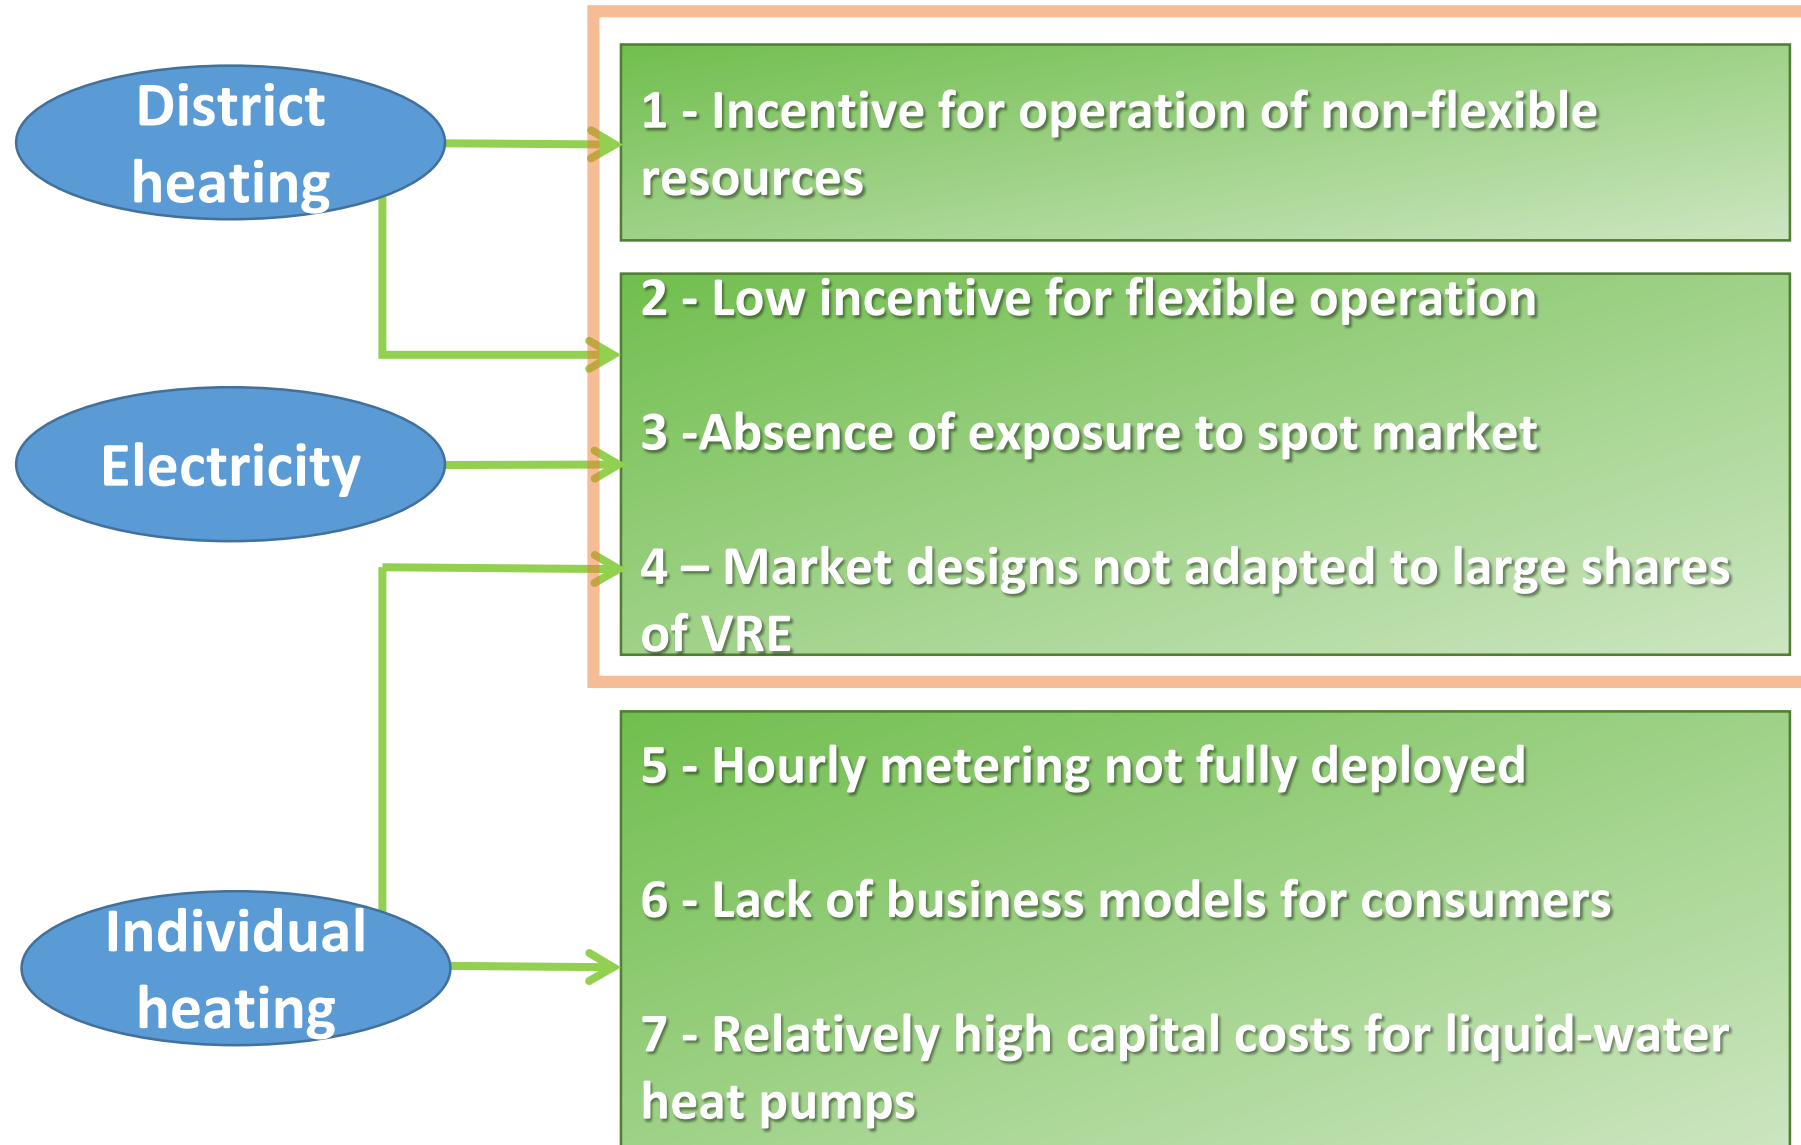 District
heating
1 - Incentive for operation of non-flexible
resources
2 - Low incentive for flexible operation
3 -Absence of exposure to spot market
Electricity
4 – Market designs not adapted to large shares
of VRE
5 - Hourly metering not fully deployed
6 - Lack of business models for consumers
Individual
heating
7 - Relatively high capital costs for liquid-water
heat pumps